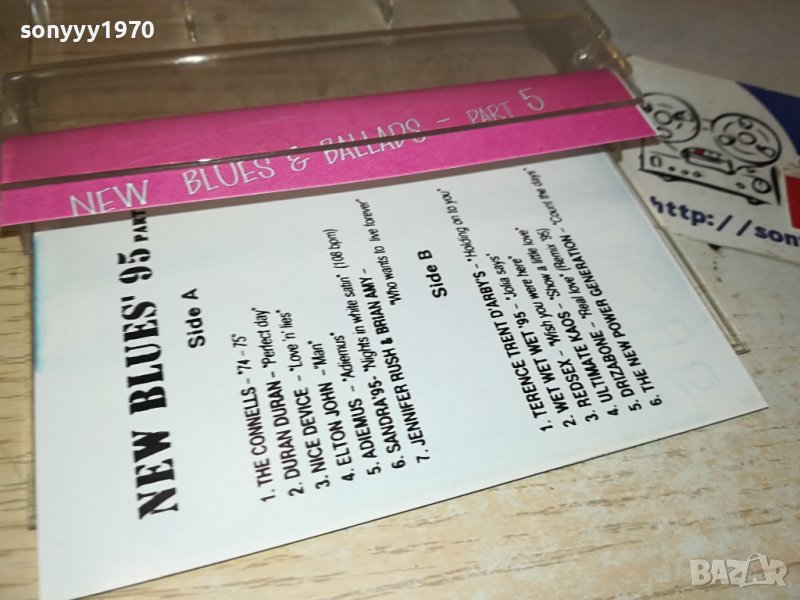 sonyyy1970
NEW BLUES & BALLADS - PART 5
NEW BLUES' 95 PART
Side A
1. THE CONNELLS - "74 - 75"
2. DURAN DURAN - "Perfect day"
3. NICE DEVICE - "Love 'n' lies"
4. ELTON JOHN - "Man"
5. ADIEMUS - "Adiemus"
6. SANDRA'95 - "Nights in white satin" (108 bpm)
7. JENNIFER RUSH & BRIAN AMY -
"Who wants to live forever"
Side B
1. TERENCE TRENT DARBY'S - "Holding on to you"
2. WET WET WET '95 - "Julia says"
3. REDSEX - "Wish you were here"
4. ULTIMATE KAOS - "Show a little love"
5. DRIZABONE - "Real love (Remix '95)
6. THE NEW POWER GENERATION - "Count the days"
http://son
BAZAR